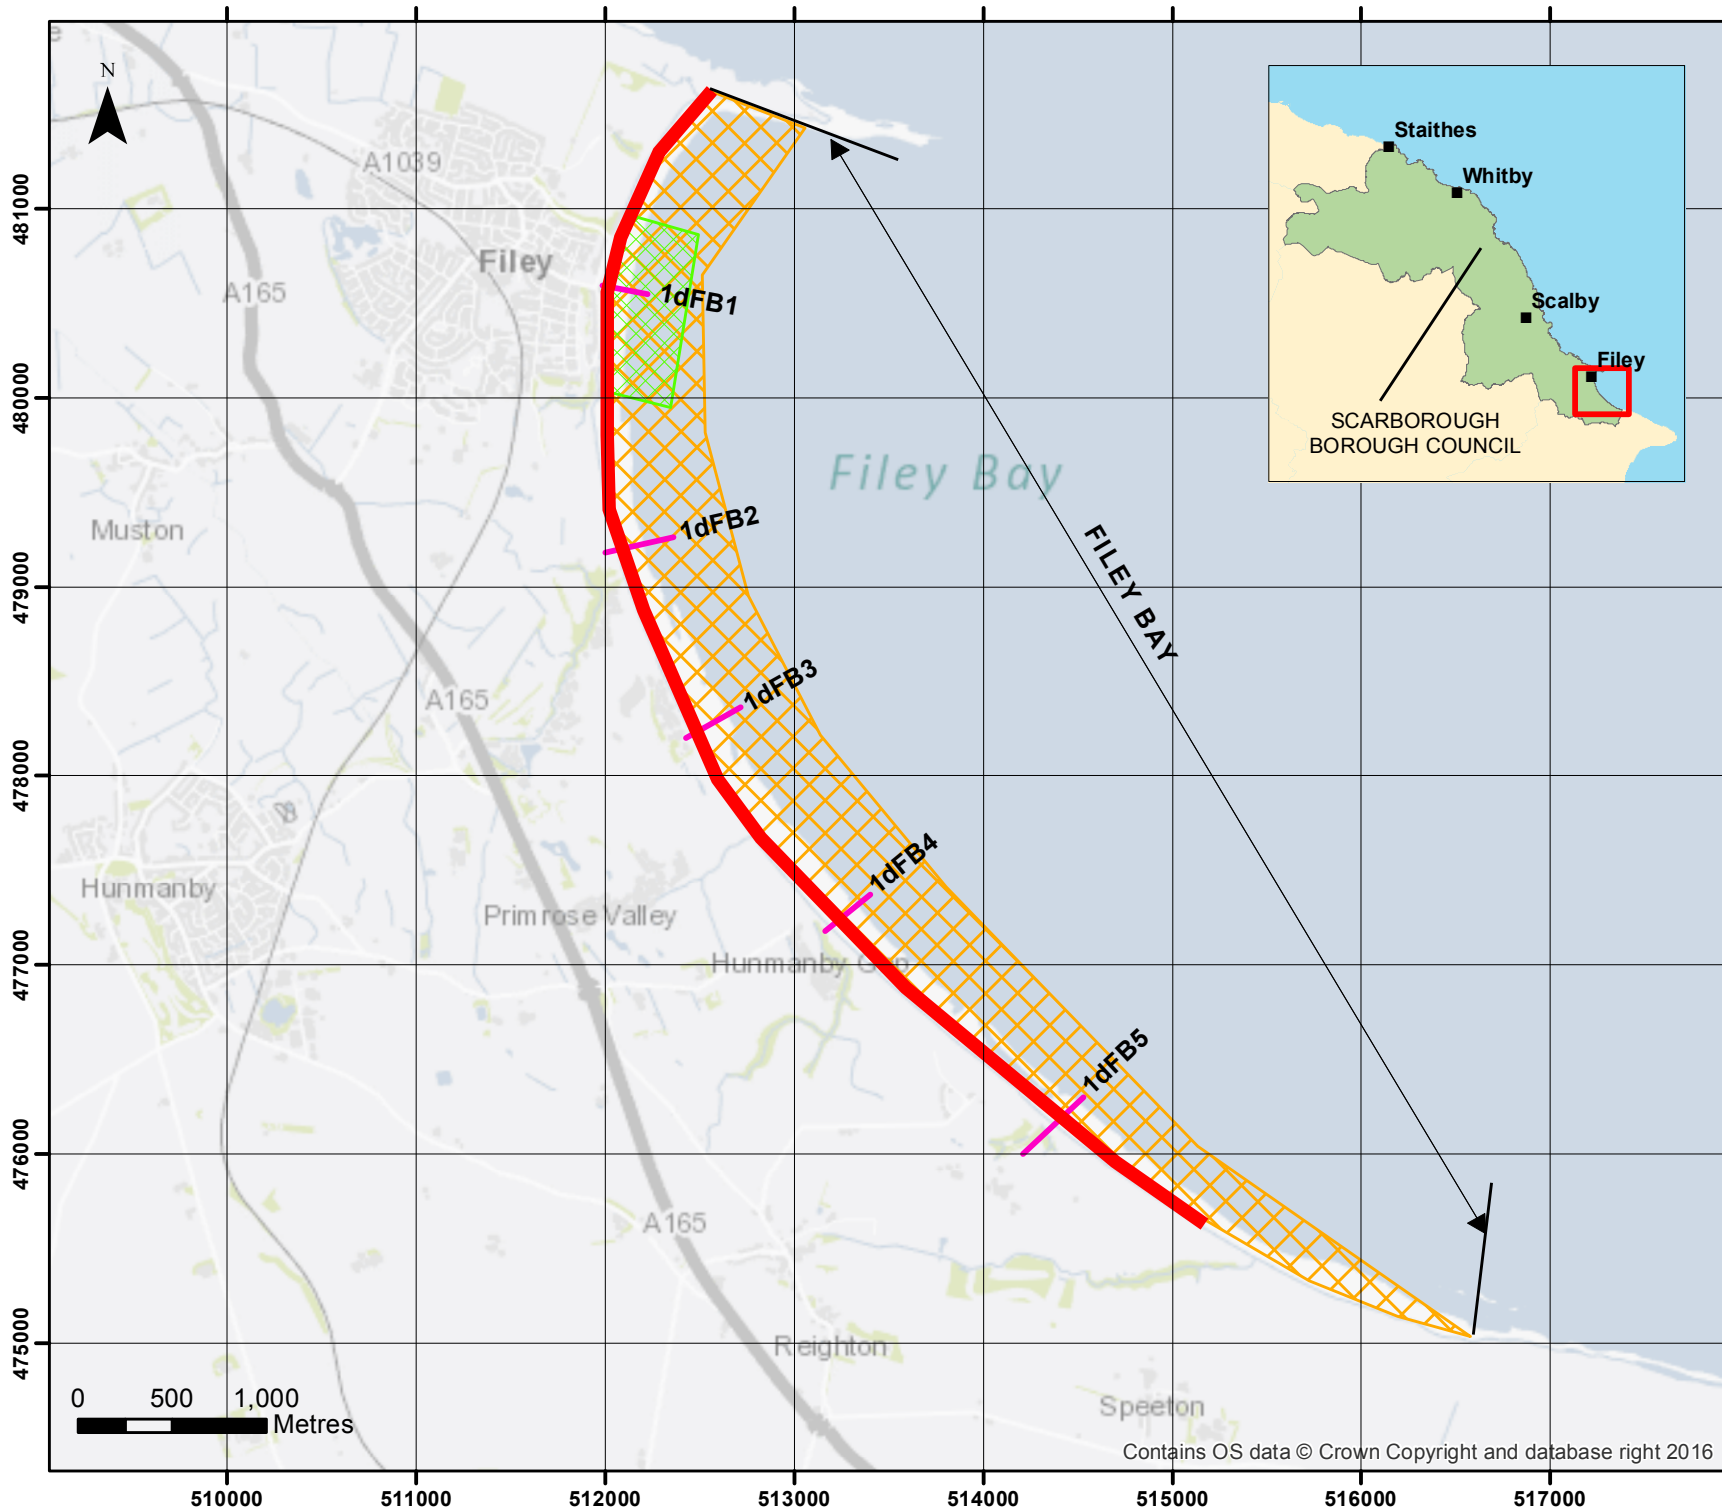 N
A1039
Filey
A165
Muston
A165
Hunmanby
Primrose Valley
Hunmanby Gap
A165
Reighton
Speeton
Filey Bay
FILEY BAY
1dFB1
1dFB2
1dFB3
1dFB4
1dFB5
Staithes
Whitby
Scalby
Filey
SCARBOROUGH
BOROUGH COUNCIL
481000
480000
479000
478000
477000
476000
475000
0 500 1,000
Metres
Contains OS data © Crown Copyright and database right 2016
510000 511000 512000 513000 514000 515000 516000 517000